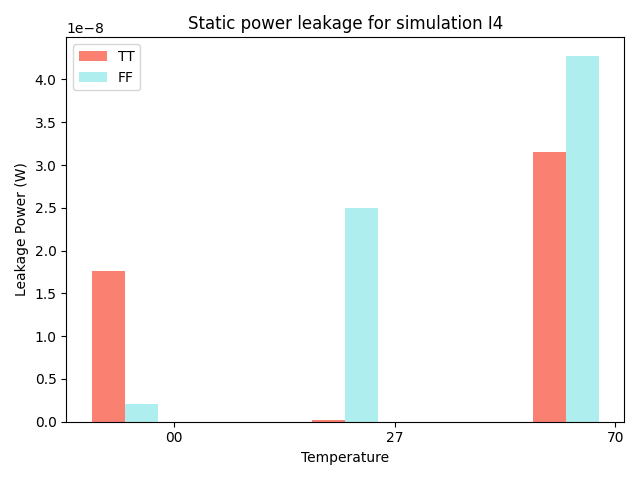 Static power leakage for simulation I4
1e−8
TT
FF
4.0
3.5
3.0
2.5
2.0
1.5
1.0
0.5
0.0
Leakage Power (W)
00 27 70
Temperature